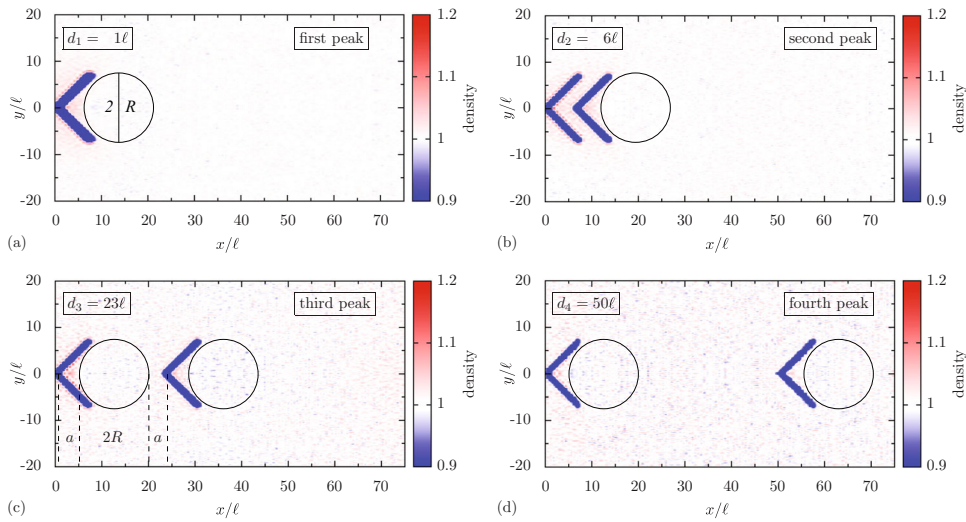 d₁ = 1ℓ
first peak
2 R
20
10
0
-10
-20
y/ℓ
0 10 20 30 40 50 60 70
x/ℓ
1.2
1.1
1
0.9
density
(a)
d₂ = 6ℓ
second peak
20
10
0
-10
-20
y/ℓ
0 10 20 30 40 50 60 70
x/ℓ
1.2
1.1
1
0.9
density
(b)
d₃ = 23ℓ
third peak
a 2R a
20
10
0
-10
-20
y/ℓ
0 10 20 30 40 50 60 70
x/ℓ
1.2
1.1
1
0.9
density
(c)
d₄ = 50ℓ
fourth peak
20
10
0
-10
-20
y/ℓ
0 10 20 30 40 50 60 70
x/ℓ
1.2
1.1
1
0.9
density
(d)